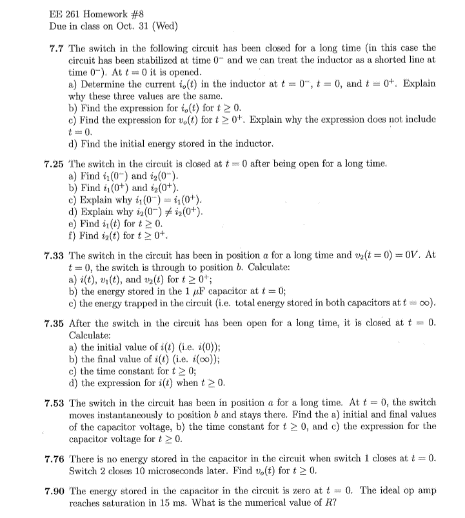 EE 261 Homework #8
Due in class on Oct. 31 (Wed)
7.7 The switch in the following circuit has been closed for a long time (in this case the
circuit has been stabilized at time 0⁻ and we can treat the inductor as a shorted line at
time 0⁻). At t = 0 it is opened.
a) Determine the current iₒ(t) in the inductor at t = 0⁻, t = 0, and t = 0⁺. Explain
why these three values are the same.
b) Find the expression for iₒ(t) for t ≥ 0.
c) Find the expression for vₒ(t) for t ≥ 0⁺. Explain why the expression does not include
t = 0.
d) Find the initial energy stored in the inductor.
7.25 The switch in the circuit is closed at t = 0 after being open for a long time.
a) Find i₁(0⁻) and i₂(0⁻).
b) Find i₁(0⁺) and i₂(0⁺).
c) Explain why i₁(0⁻) = i₁(0⁺).
d) Explain why i₂(0⁻) ≠ i₂(0⁺).
e) Find i₁(t) for t ≥ 0.
f) Find i₂(t) for t ≥ 0⁺.
7.33 The switch in the circuit has been in position a for a long time and v₂(t = 0) = 0V. At
t = 0, the switch is through to position b. Calculate:
a) i(t), v₁(t), and v₂(t) for t ≥ 0⁺;
b) the energy stored in the 1 μF capacitor at t = 0;
c) the energy trapped in the circuit (i.e. total energy stored in both capacitors at t = ∞).
7.35 After the switch in the circuit has been open for a long time, it is closed at t = 0.
Calculate:
a) the initial value of i(t) (i.e. i(0));
b) the final value of i(t) (i.e. i(∞));
c) the time constant for t ≥ 0;
d) the expression for i(t) when t ≥ 0.
7.53 The switch in the circuit has been in position a for a long time. At t = 0, the switch
moves instantaneously to position b and stays there. Find the a) initial and final values
of the capacitor voltage, b) the time constant for t ≥ 0, and c) the expression for the
capacitor voltage for t ≥ 0.
7.76 There is no energy stored in the capacitor in the circuit when switch 1 closes at t = 0.
Switch 2 closes 10 microseconds later. Find vₒ(t) for t ≥ 0.
7.90 The energy stored in the capacitor in the circuit is zero at t = 0. The ideal op amp
reaches saturation in 15 ms. What is the numerical value of R?